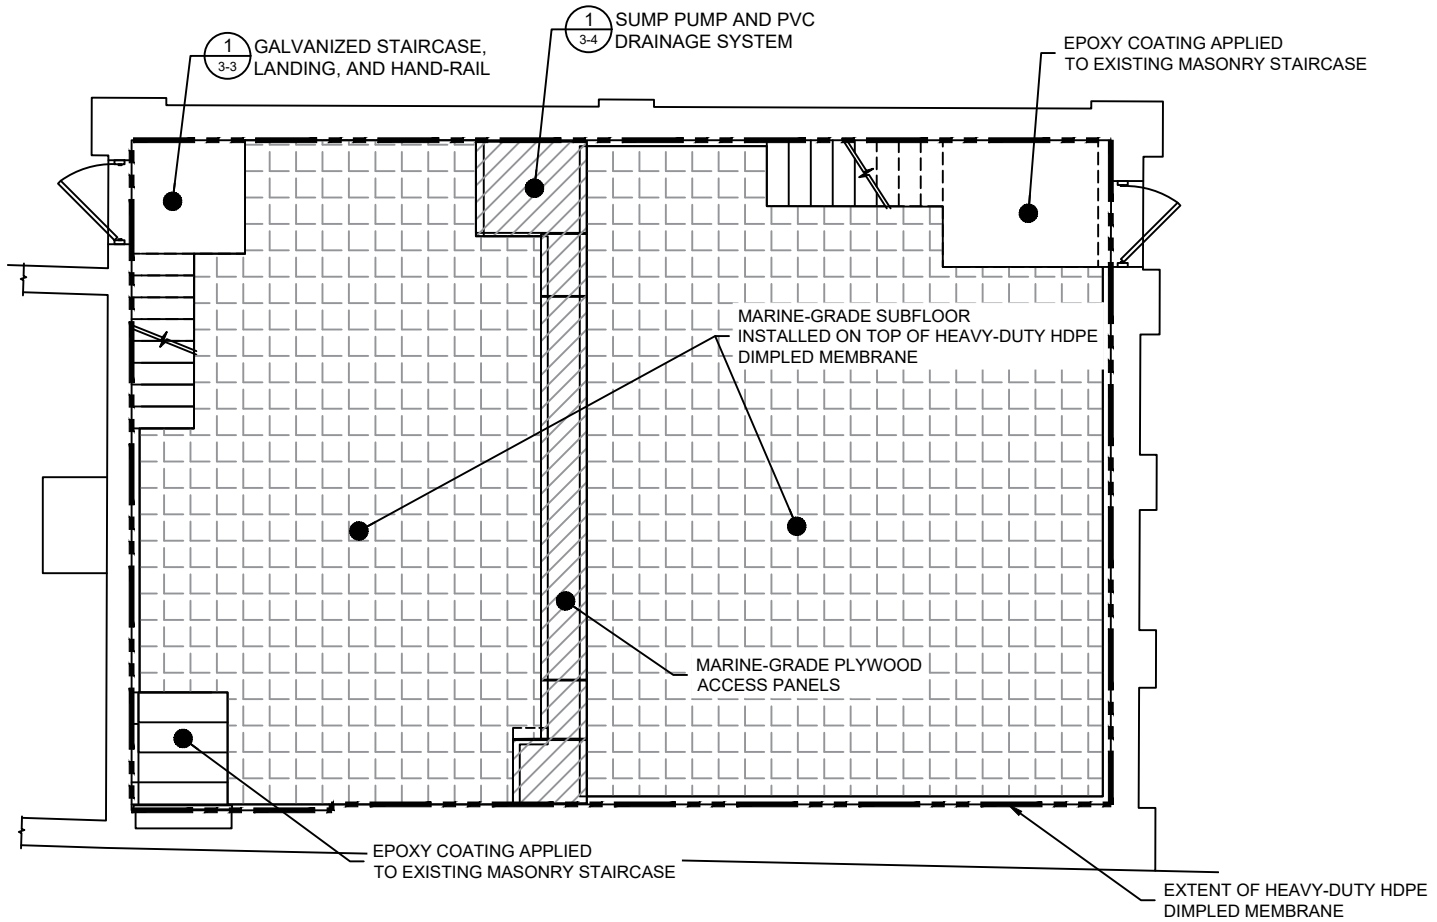 1
3-3
GALVANIZED STAIRCASE,
LANDING, AND HAND-RAIL
1
3-4
SUMP PUMP AND PVC
DRAINAGE SYSTEM
EPOXY COATING APPLIED
TO EXISTING MASONRY STAIRCASE
MARINE-GRADE SUBFLOOR
INSTALLED ON TOP OF HEAVY-DUTY HDPE
DIMPLED MEMBRANE
MARINE-GRADE PLYWOOD
ACCESS PANELS
EPOXY COATING APPLIED
TO EXISTING MASONRY STAIRCASE
EXTENT OF HEAVY-DUTY HDPE
DIMPLED MEMBRANE